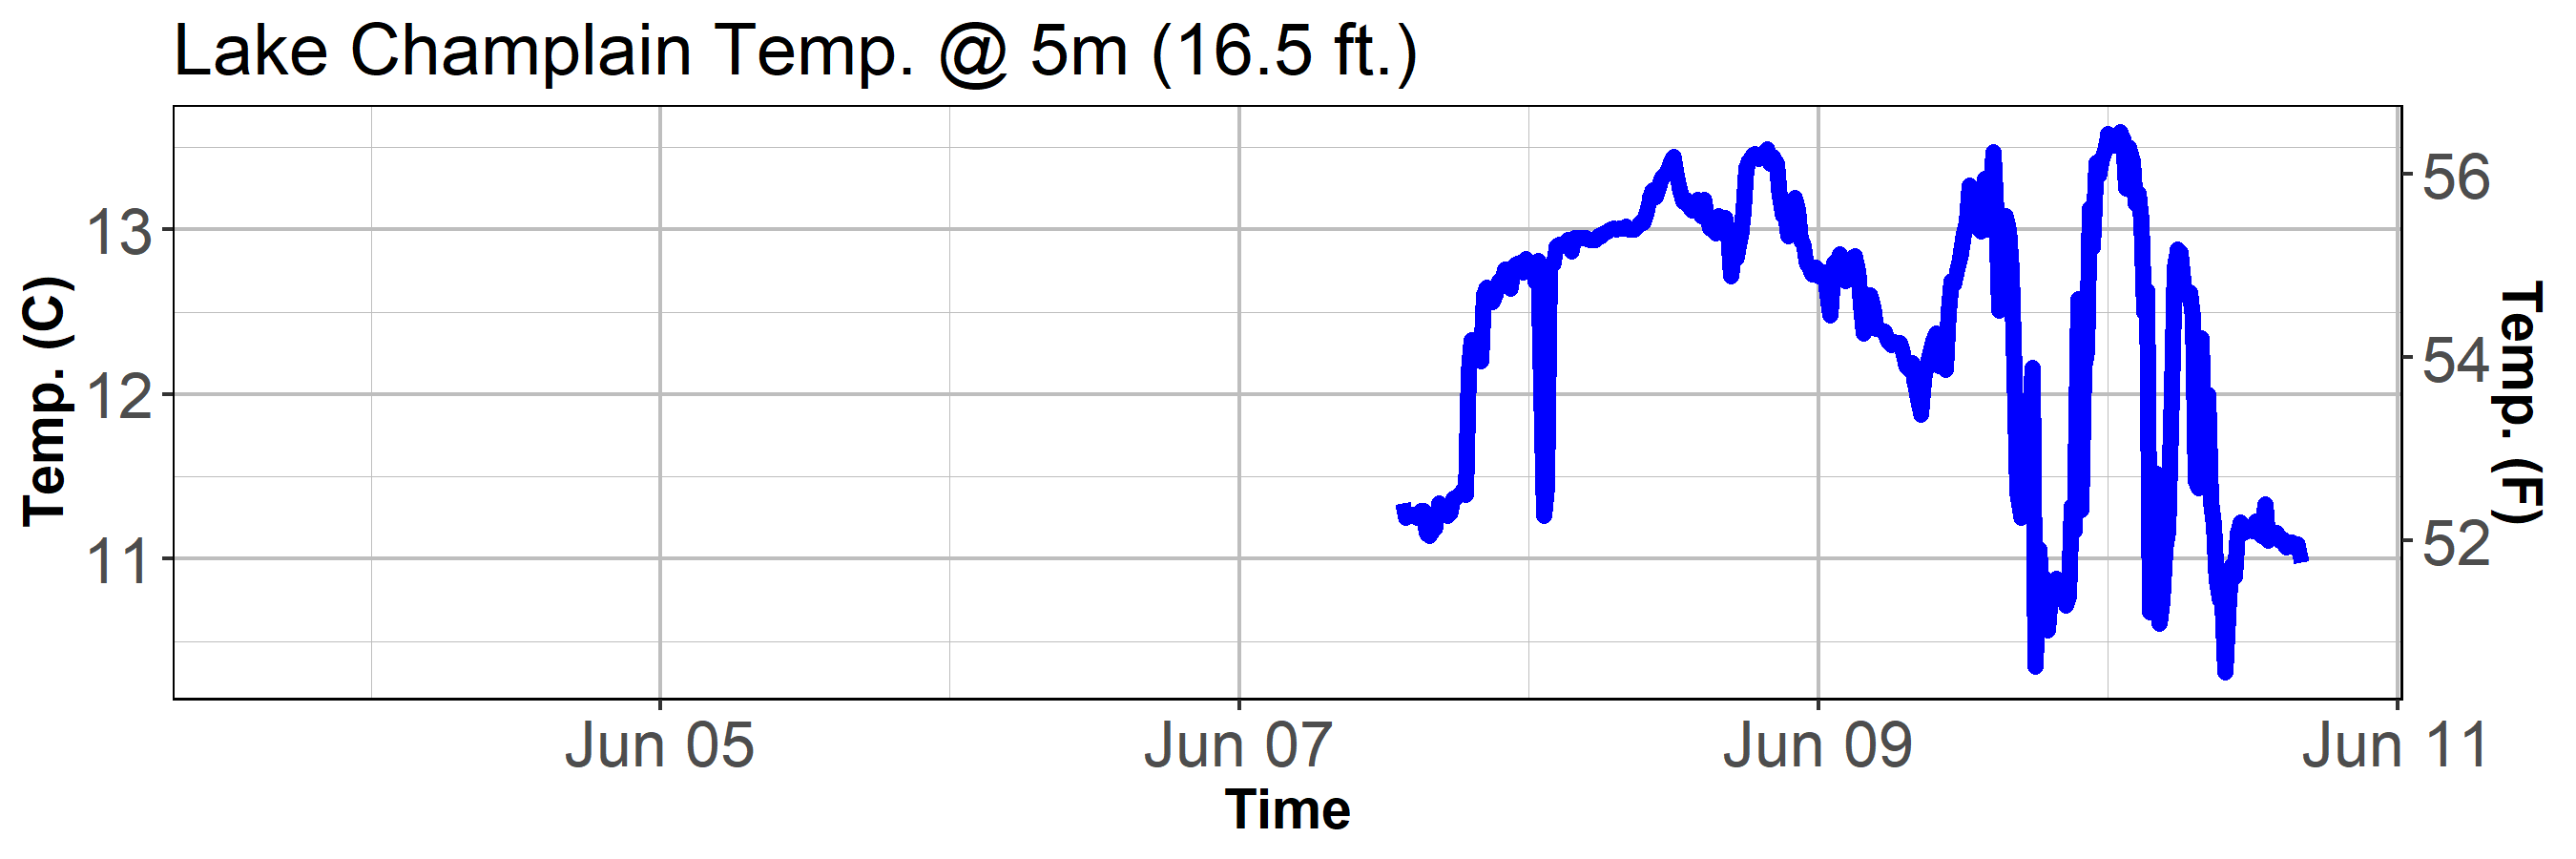 Lake Champlain Temp. @ 5m (16.5 ft.)
Temp. (C)
13
12
11
56
54
52
Temp. (F)
Jun 05
Jun 07
Jun 09
Jun 11
Time